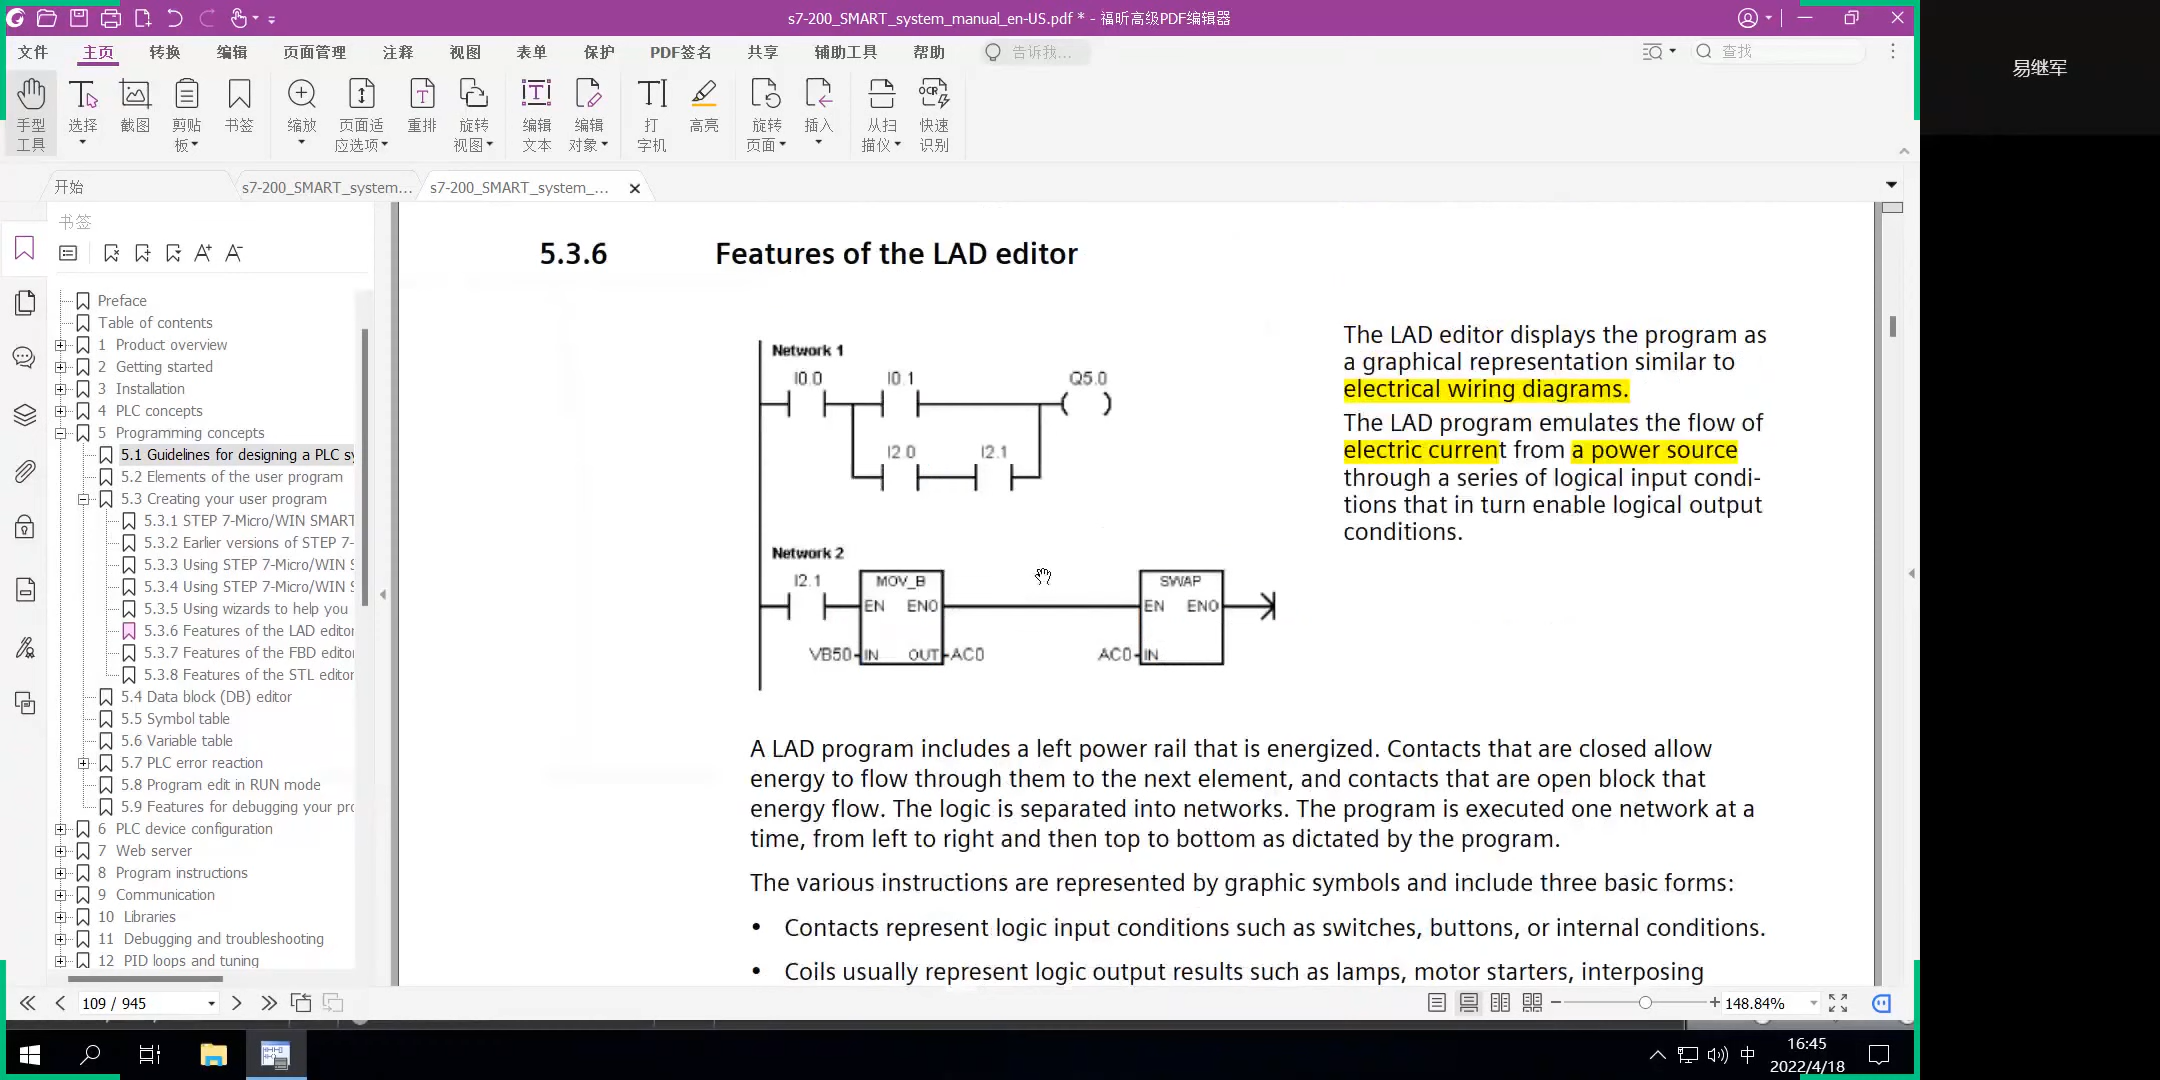 s7-200_SMART_system_manual_en-US.pdf * - 福昕高级PDF编辑器
易继军
文件 主页 转换 编辑 页面管理 注释 视图 表单 保护 PDF签名 共享 辅助工具 帮助 告诉我... 查找
手型工具 选择 截图 剪贴板 书签 缩放 页面适应选项 重排 旋转视图 编辑文本 编辑对象 打字机 高亮 旋转页面 插入 从扫描仪 快速识别
开始 s7-200_SMART_system... s7-200_SMART_system_...
书签
Preface
Table of contents
1 Product overview
2 Getting started
3 Installation
4 PLC concepts
5 Programming concepts
5.1 Guidelines for designing a PLC sy
5.2 Elements of the user program
5.3 Creating your user program
5.3.1 STEP 7-Micro/WIN SMART
5.3.2 Earlier versions of STEP 7-
5.3.3 Using STEP 7-Micro/WIN S
5.3.4 Using STEP 7-Micro/WIN S
5.3.5 Using wizards to help you
5.3.6 Features of the LAD editor
5.3.7 Features of the FBD editor
5.3.8 Features of the STL editor
5.4 Data block (DB) editor
5.5 Symbol table
5.6 Variable table
5.7 PLC error reaction
5.8 Program edit in RUN mode
5.9 Features for debugging your pro
6 PLC device configuration
7 Web server
8 Program instructions
9 Communication
10 Libraries
11 Debugging and troubleshooting
12 PID loops and tuning
5.3.6 Features of the LAD editor
Network 1
I0.0 I0.1 Q5.0
I2.0 I2.1
Network 2
I2.1 MOV_B SWAP
EN ENO EN ENO
VB50 IN OUT AC0 AC0 IN
The LAD editor displays the program as
a graphical representation similar to
electrical wiring diagrams.
The LAD program emulates the flow of
electric current from a power source
through a series of logical input condi-
tions that in turn enable logical output
conditions.
A LAD program includes a left power rail that is energized. Contacts that are closed allow
energy to flow through them to the next element, and contacts that are open block that
energy flow. The logic is separated into networks. The program is executed one network at a
time, from left to right and then top to bottom as dictated by the program.
The various instructions are represented by graphic symbols and include three basic forms:
• Contacts represent logic input conditions such as switches, buttons, or internal conditions.
• Coils usually represent logic output results such as lamps, motor starters, interposing
109 / 945
148.84%
中
16:45
2022/4/18